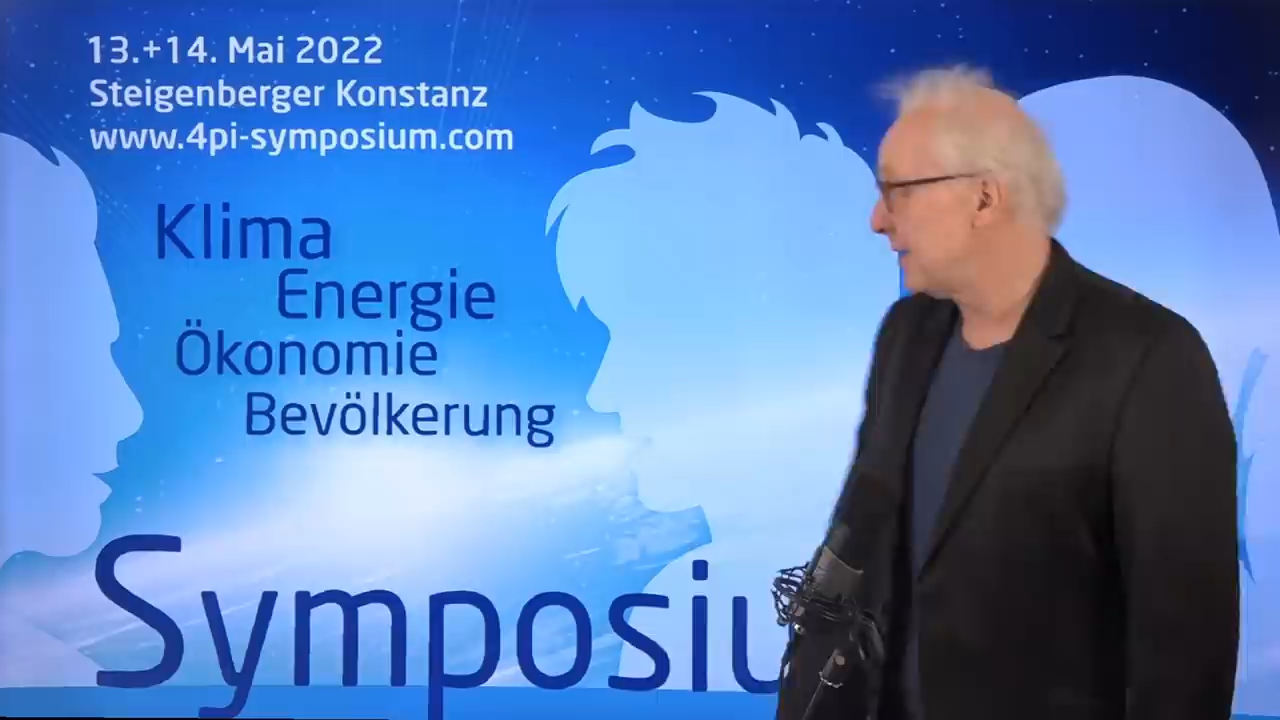 13.+14. Mai 2022
Steigenberger Konstanz
www.4pi-symposium.com
Klima
Energie
Ökonomie
Bevölkerung
Symposiu